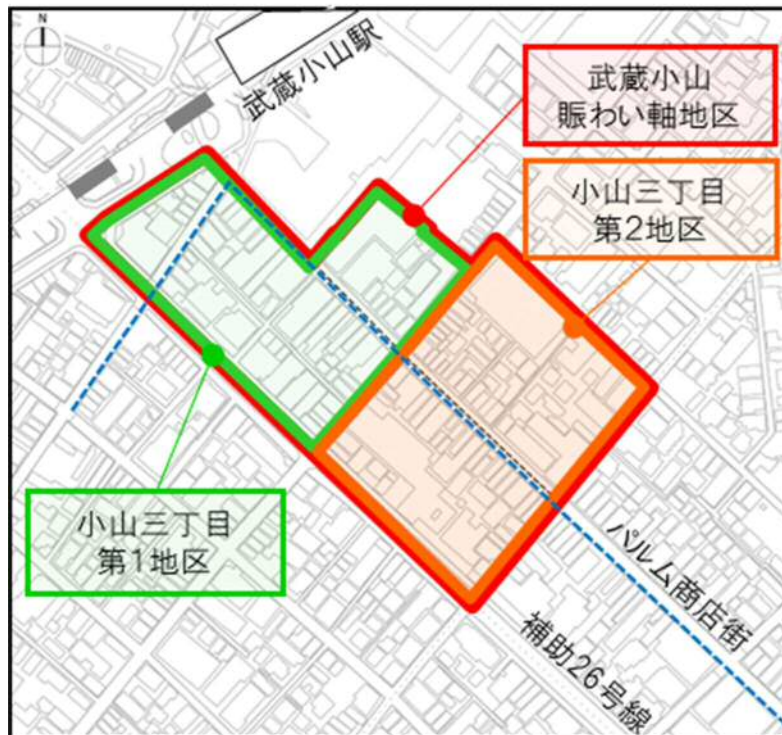 N
武蔵小山駅
武蔵小山
賑わい軸地区
小山三丁目
第2地区
小山三丁目
第1地区
パルム商店街
補助26号線